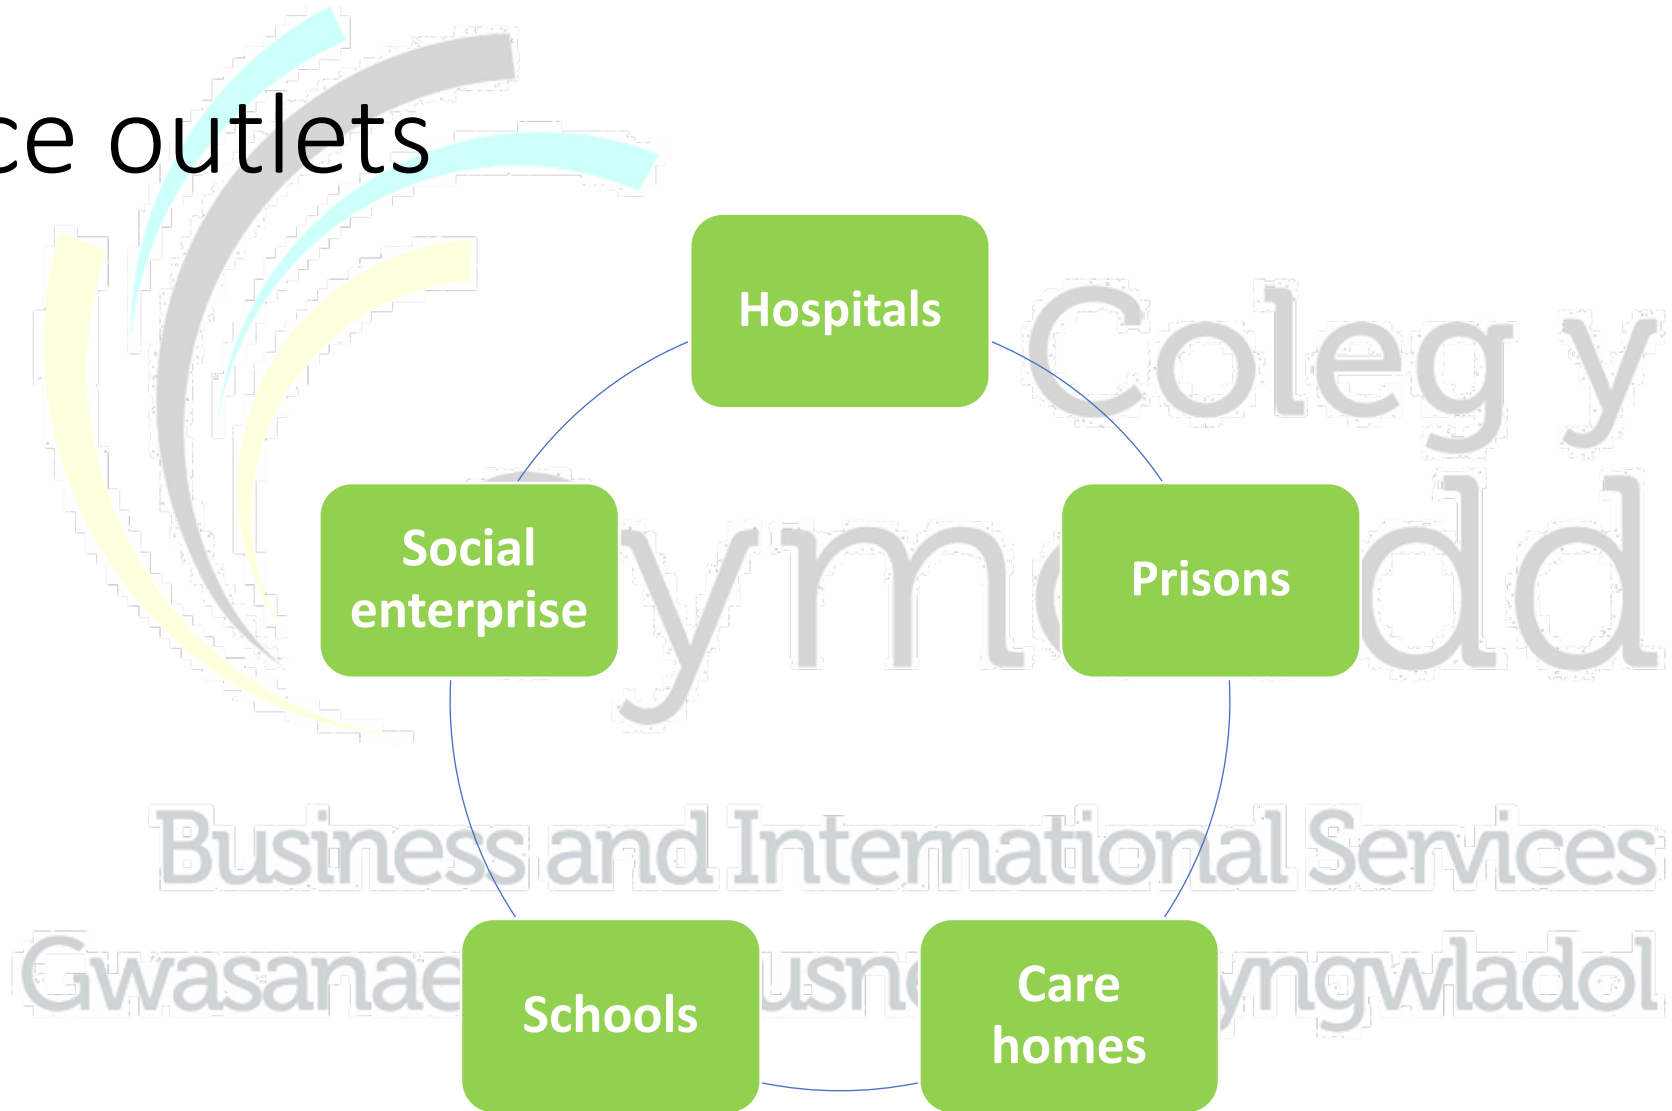 ce outlets
Hospitals
Coleg y
Social
enterprise
Prisons
Business and International Services
Schools
Care
homes